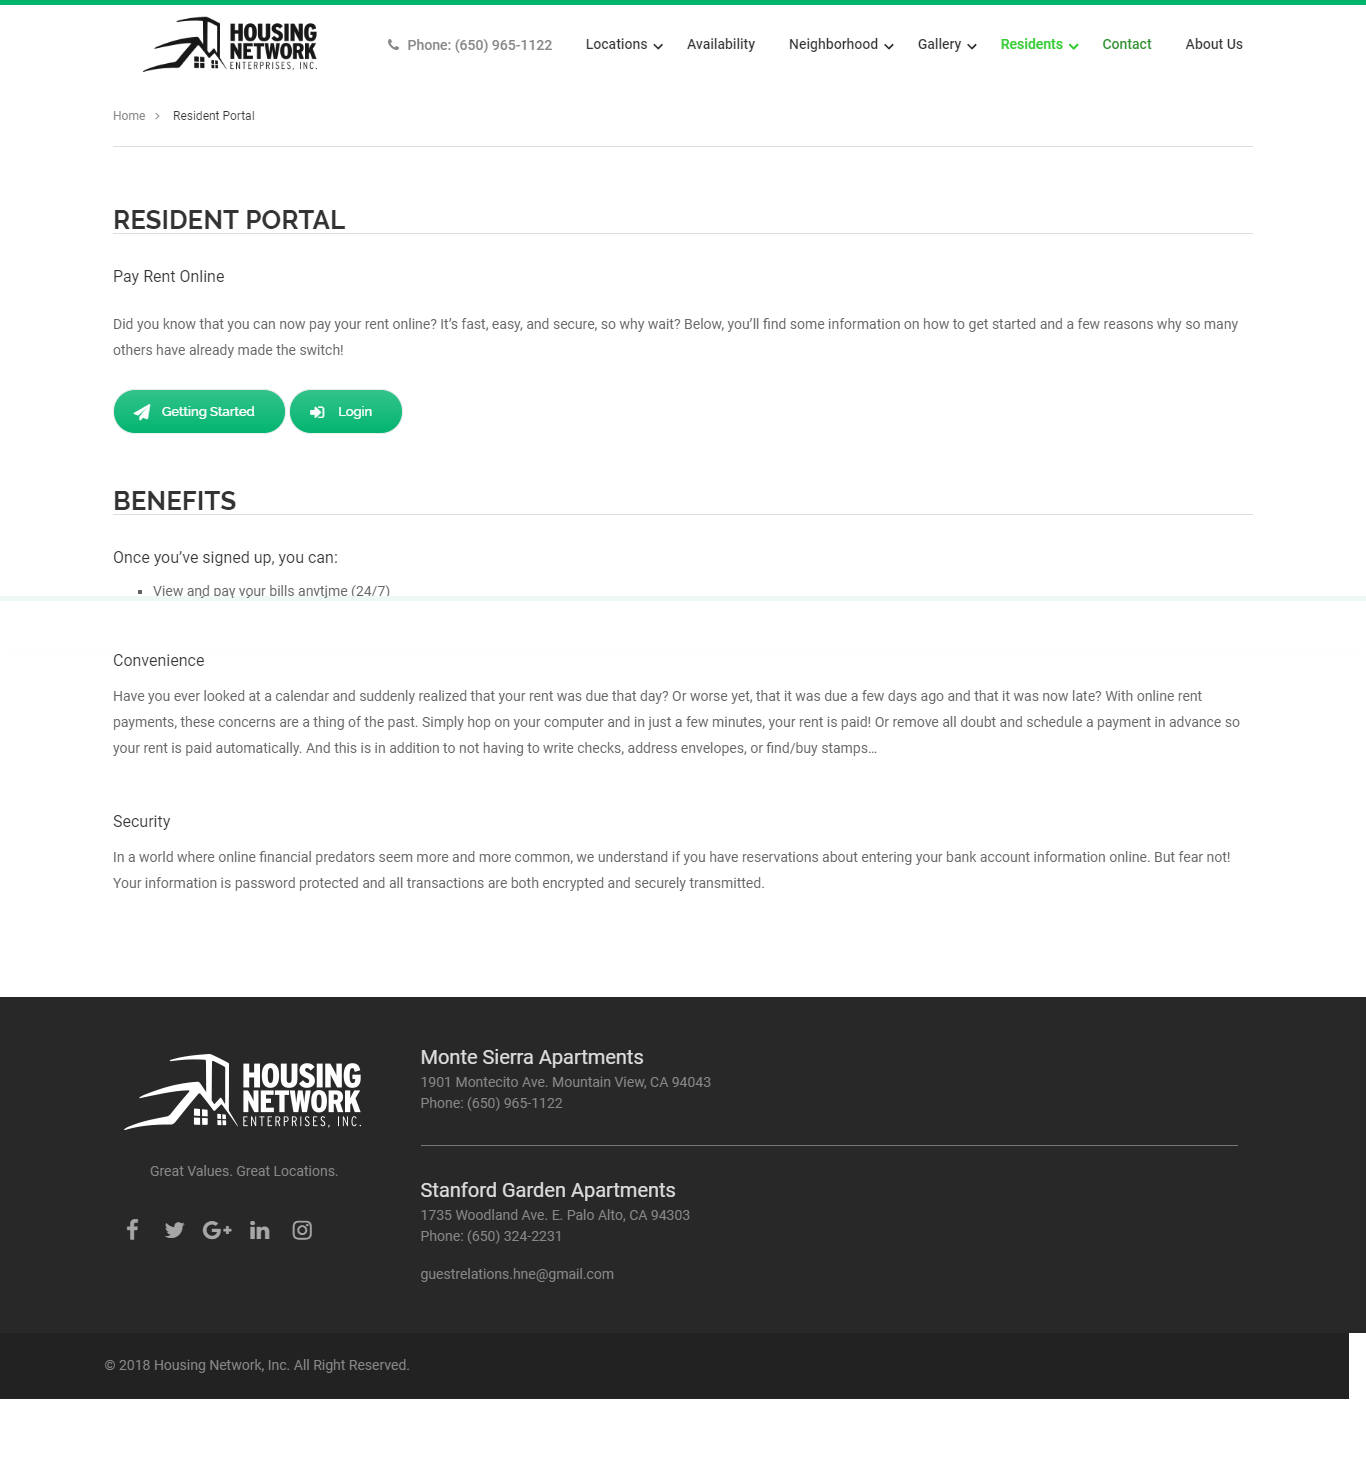 HOUSING
NETWORK
ENTERPRISES, INC.
Phone: (650) 965-1122
Locations
Availability
Neighborhood
Gallery
Residents
Contact
About Us
Home > Resident Portal
RESIDENT PORTAL
Pay Rent Online
Did you know that you can now pay your rent online? It’s fast, easy, and secure, so why wait? Below, you’ll find some information on how to get started and a few reasons why so many
others have already made the switch!
Getting Started
Login
BENEFITS
Once you’ve signed up, you can:
View and pay your bills anytime (24/7)
Convenience
Have you ever looked at a calendar and suddenly realized that your rent was due that day? Or worse yet, that it was due a few days ago and that it was now late? With online rent
payments, these concerns are a thing of the past. Simply hop on your computer and in just a few minutes, your rent is paid! Or remove all doubt and schedule a payment in advance so
your rent is paid automatically. And this is in addition to not having to write checks, address envelopes, or find/buy stamps…
Security
In a world where online financial predators seem more and more common, we understand if you have reservations about entering your bank account information online. But fear not!
Your information is password protected and all transactions are both encrypted and securely transmitted.
HOUSING
NETWORK
ENTERPRISES, INC.
Great Values. Great Locations.
Monte Sierra Apartments
1901 Montecito Ave. Mountain View, CA 94043
Phone: (650) 965-1122
Stanford Garden Apartments
1735 Woodland Ave. E. Palo Alto, CA 94303
Phone: (650) 324-2231
guestrelations.hne@gmail.com
© 2018 Housing Network, Inc. All Right Reserved.